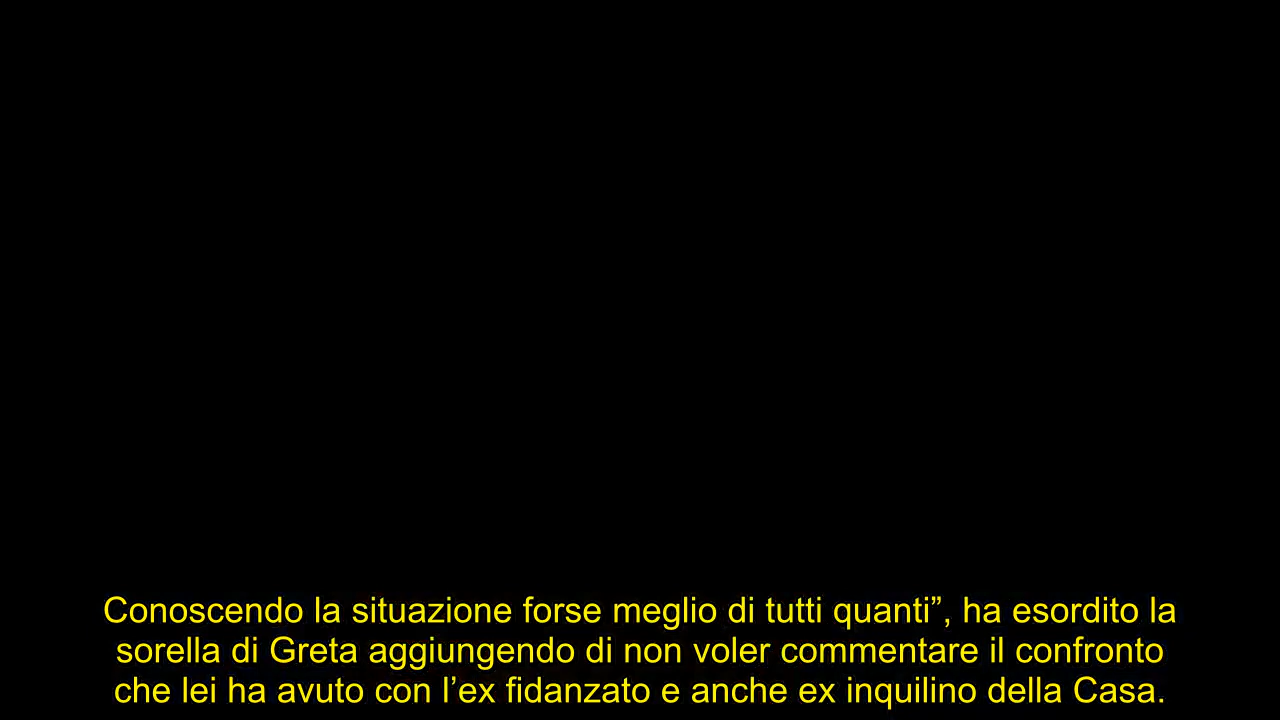 Conoscendo la situazione forse meglio di tutti quanti”, ha esordito la
sorella di Greta aggiungendo di non voler commentare il confronto
che lei ha avuto con l’ex fidanzato e anche ex inquilino della Casa.